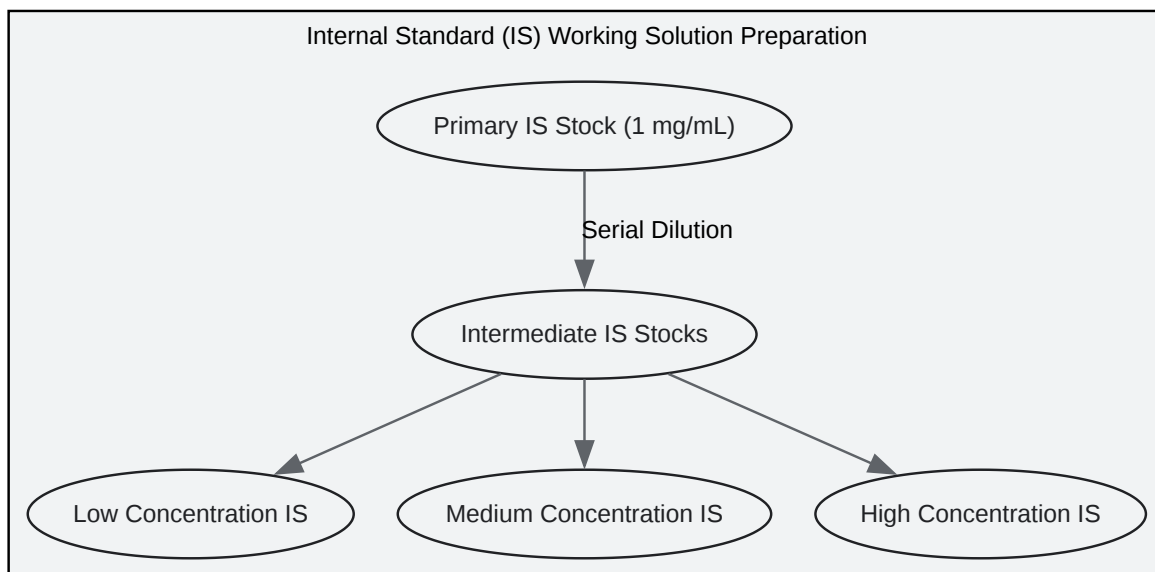 Internal Standard (IS) Working Solution Preparation
Primary IS Stock (1 mg/mL)
Serial Dilution
Intermediate IS Stocks
Low Concentration IS
Medium Concentration IS
High Concentration IS